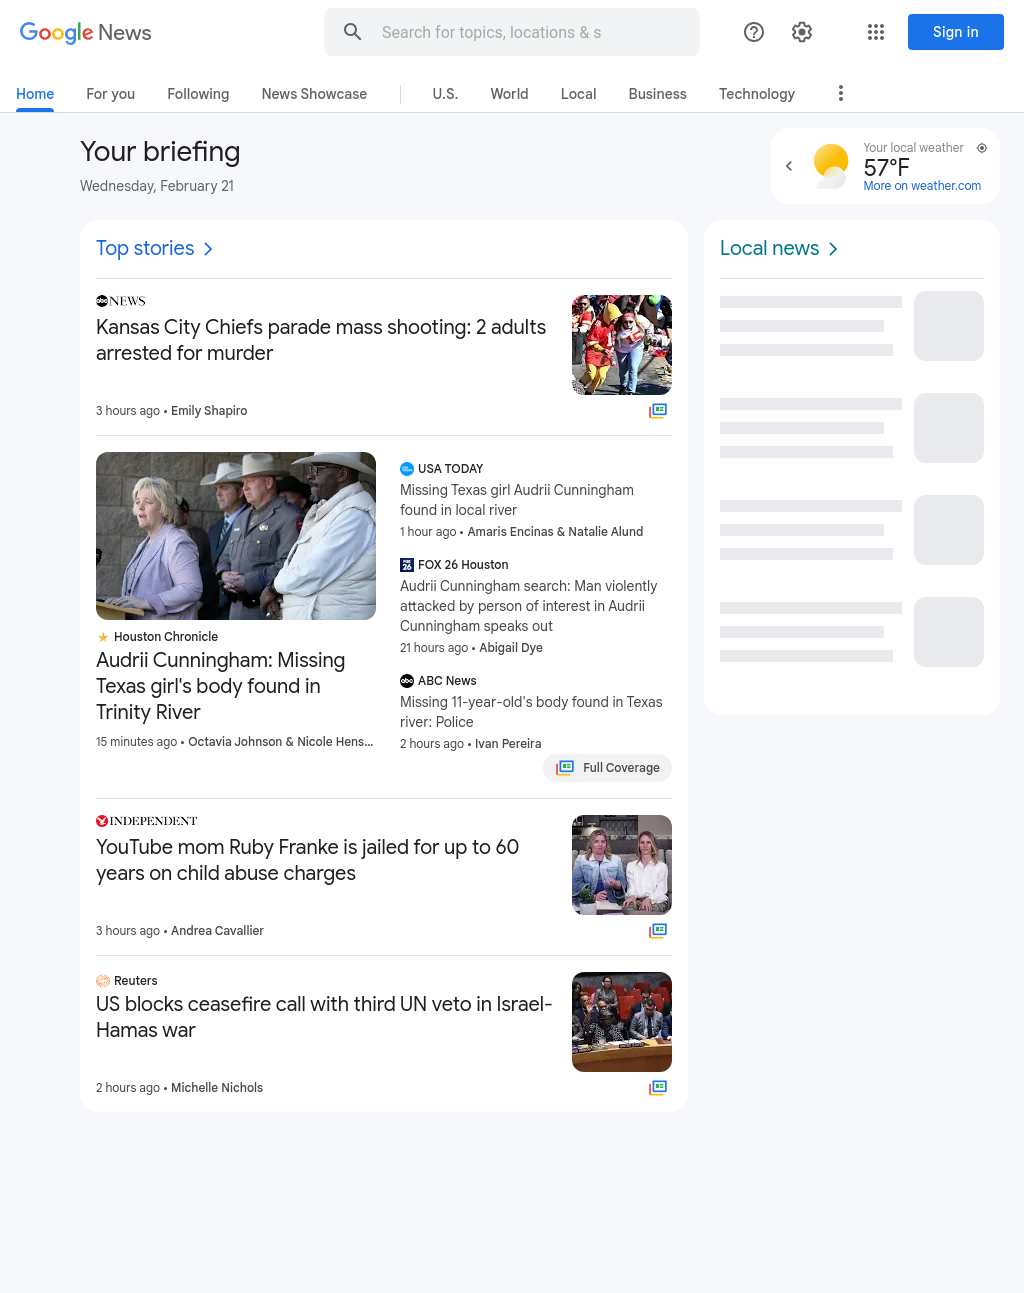 Google News
Search for topics, locations & s
Sign in
Home
For you
Following
News Showcase
U.S.
World
Local
Business
Technology
Your briefing
Wednesday, February 21
Your local weather
57°F
More on weather.com
Top stories
abc NEWS
Kansas City Chiefs parade mass shooting: 2 adults
arrested for murder
3 hours ago • Emily Shapiro
Houston Chronicle
Audrii Cunningham: Missing
Texas girl's body found in
Trinity River
15 minutes ago • Octavia Johnson & Nicole Hens...
USA TODAY
Missing Texas girl Audrii Cunningham
found in local river
1 hour ago • Amaris Encinas & Natalie Alund
FOX 26
FOX 26 Houston
Audrii Cunningham search: Man violently
attacked by person of interest in Audrii
Cunningham speaks out
21 hours ago • Abigail Dye
abc
ABC News
Missing 11-year-old's body found in Texas
river: Police
2 hours ago • Ivan Pereira
Full Coverage
INDEPENDENT
YouTube mom Ruby Franke is jailed for up to 60
years on child abuse charges
3 hours ago • Andrea Cavallier
Reuters
US blocks ceasefire call with third UN veto in Israel-
Hamas war
2 hours ago • Michelle Nichols
Local news